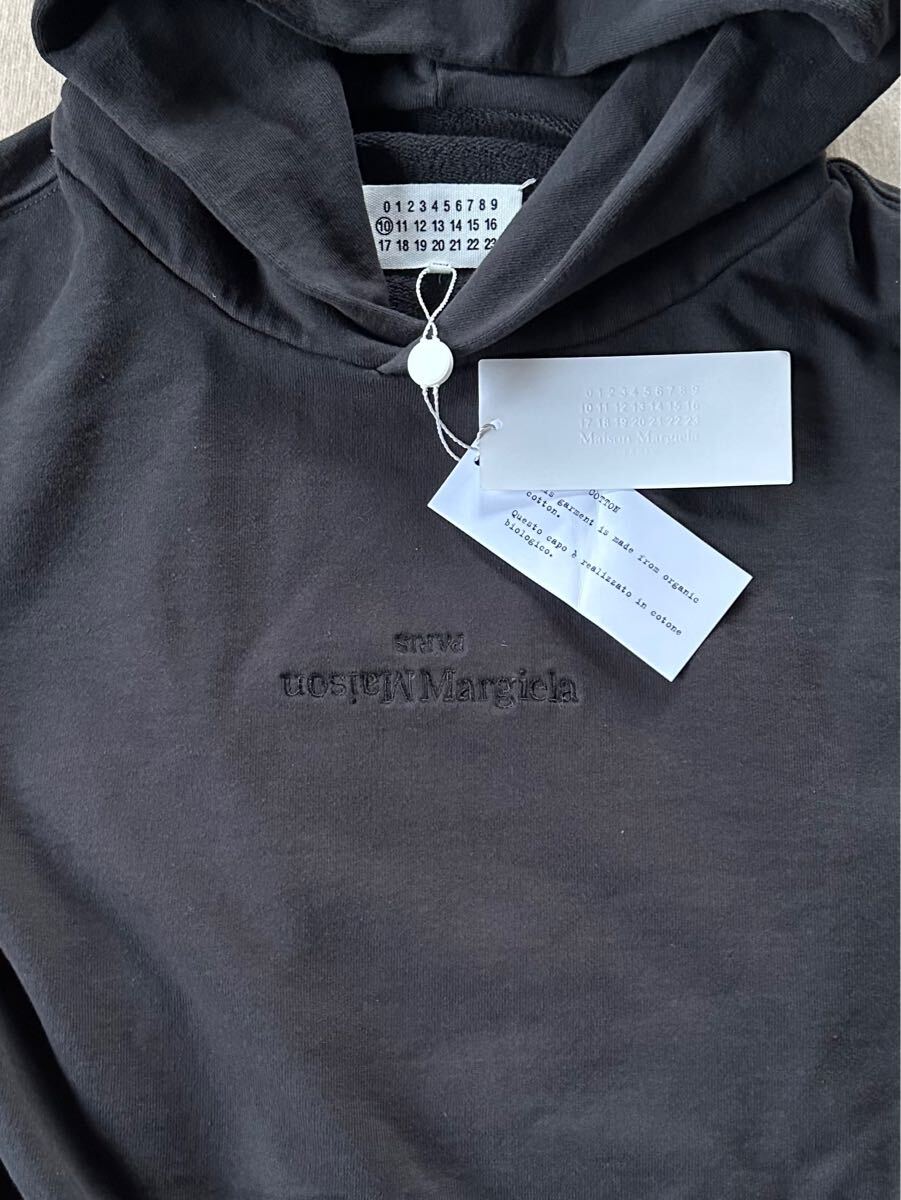 0 1 2 3 4 5 6 7 8 9
10 11 12 13 14 15 16
17 18 19 20 21 22 23
0 1 2 3 4 5 6 7 8 9
10 11 12 13 14 15 16
17 18 19 20 21 22 23
Maison Margiela
PARIS
COTTON
is garment is made from organic
cotton.
Questo capo è realizzato in cotone
biologico.
PARIS
Maison Margiela